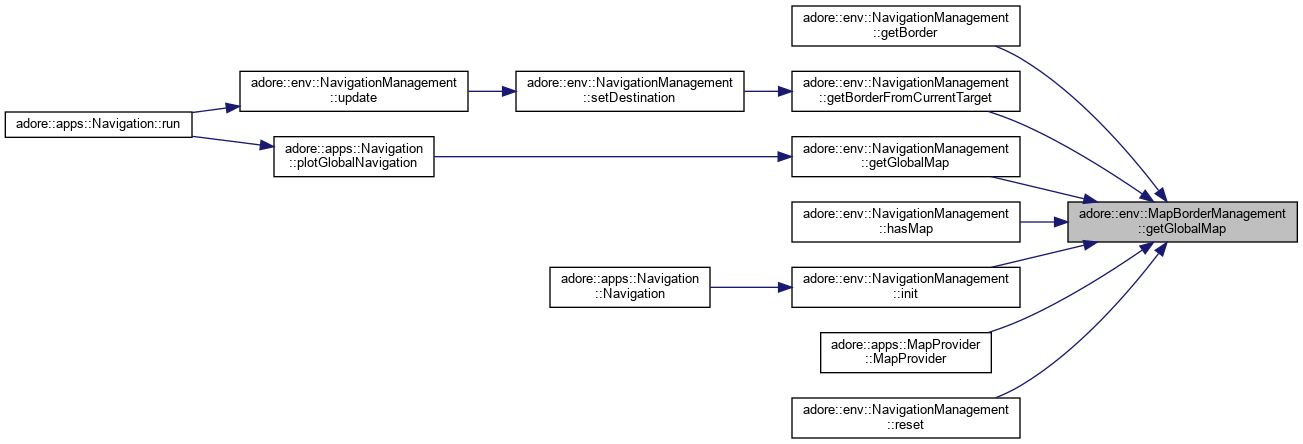 adore::env::NavigationManagement
::getBorder
adore::env::NavigationManagement
::update
adore::env::NavigationManagement
::setDestination
adore::env::NavigationManagement
::getBorderFromCurrentTarget
adore::apps::Navigation::run
adore::apps::Navigation
::plotGlobalNavigation
adore::env::NavigationManagement
::getGlobalMap
adore::env::NavigationManagement
::hasMap
adore::env::MapBorderManagement
::getGlobalMap
adore::apps::Navigation
::Navigation
adore::env::NavigationManagement
::init
adore::apps::MapProvider
::MapProvider
adore::env::NavigationManagement
::reset